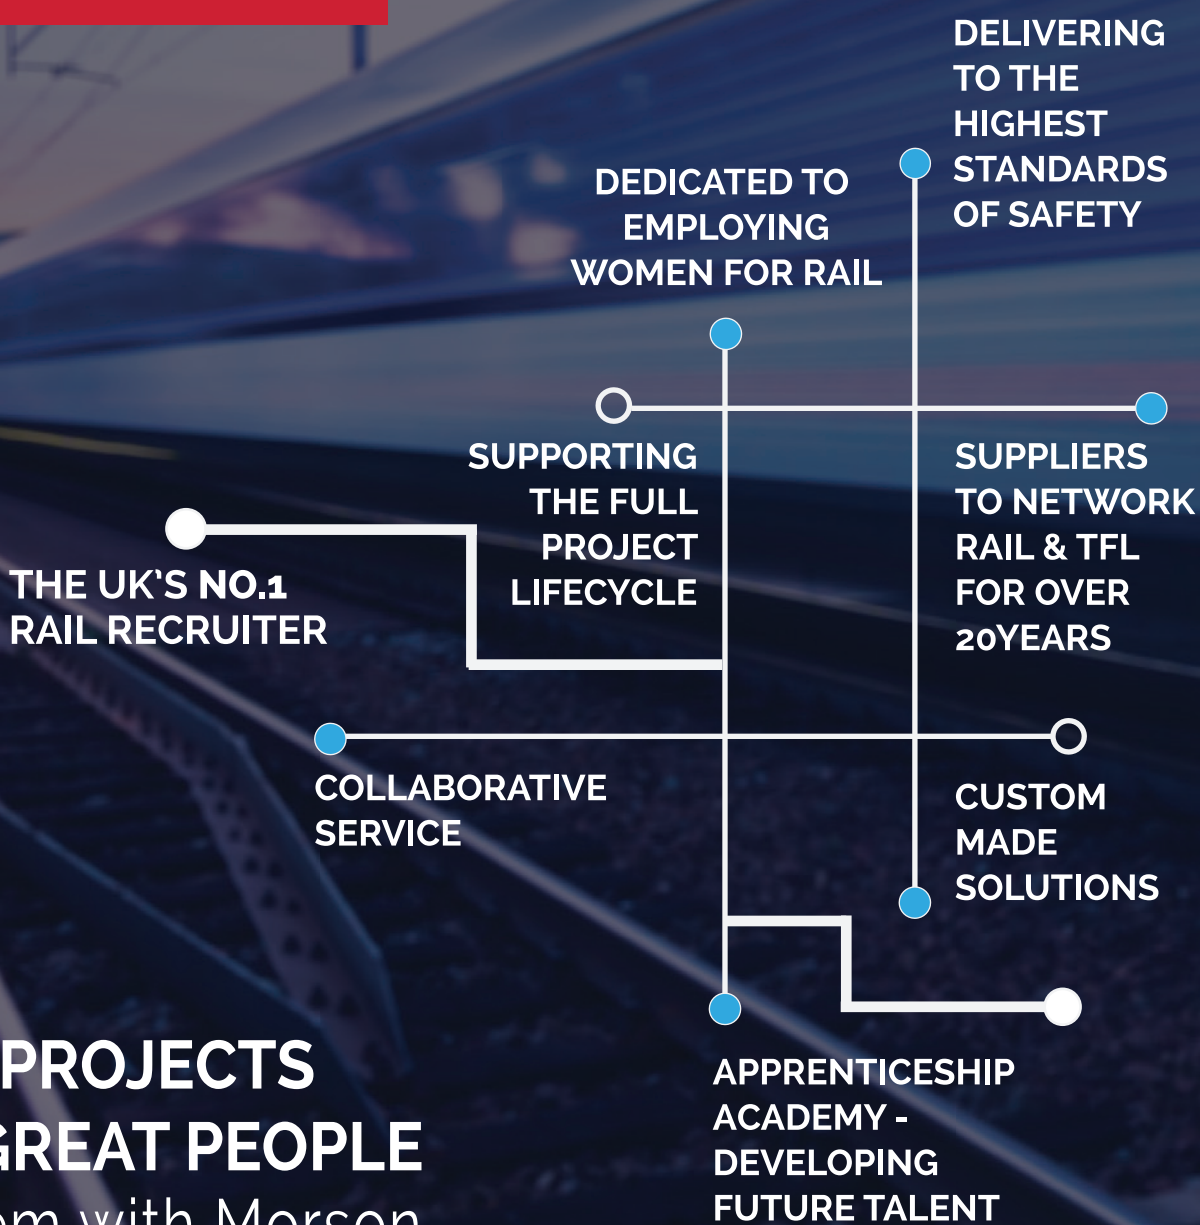 DELIVERING
TO THE
HIGHEST
STANDARDS
OF SAFETY
DEDICATED TO
EMPLOYING
WOMEN FOR RAIL
SUPPORTING
THE FULL
PROJECT
LIFECYCLE
SUPPLIERS
TO NETWORK
RAIL & TFL
FOR OVER
20YEARS
THE UK'S NO.1
RAIL RECRUITER
COLLABORATIVE
SERVICE
CUSTOM
MADE
SOLUTIONS
PROJECTS
GREAT PEOPLE
with Morson
APPRENTICESHIP
ACADEMY -
DEVELOPING
FUTURE TALENT